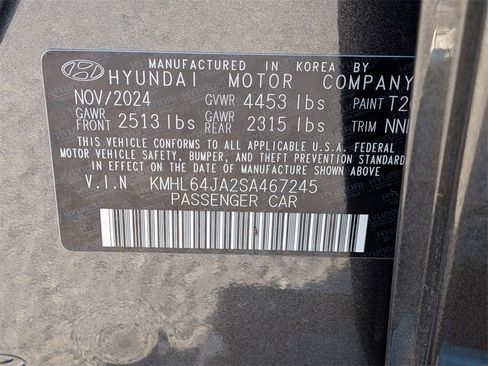 MANUFACTURED IN KOREA BY
HYUNDAI MOTOR COMPANY
NOV/2024 GVWR 4453 lbs PAINT T2
GAWR FRONT 2513 lbs GAWR REAR 2315 lbs TRIM NN
THIS VEHICLE CONFORMS TO ALL APPLICABLE U.S.A. FEDERAL
MOTOR VEHICLE SAFETY, BUMPER, AND THEFT PREVENTION STANDARD
IN EFFECT ON THE DATE OF MANUFACTURE SHOWN ABOVE
V.I.N KMHL64JA2SA467245
PASSENGER CAR